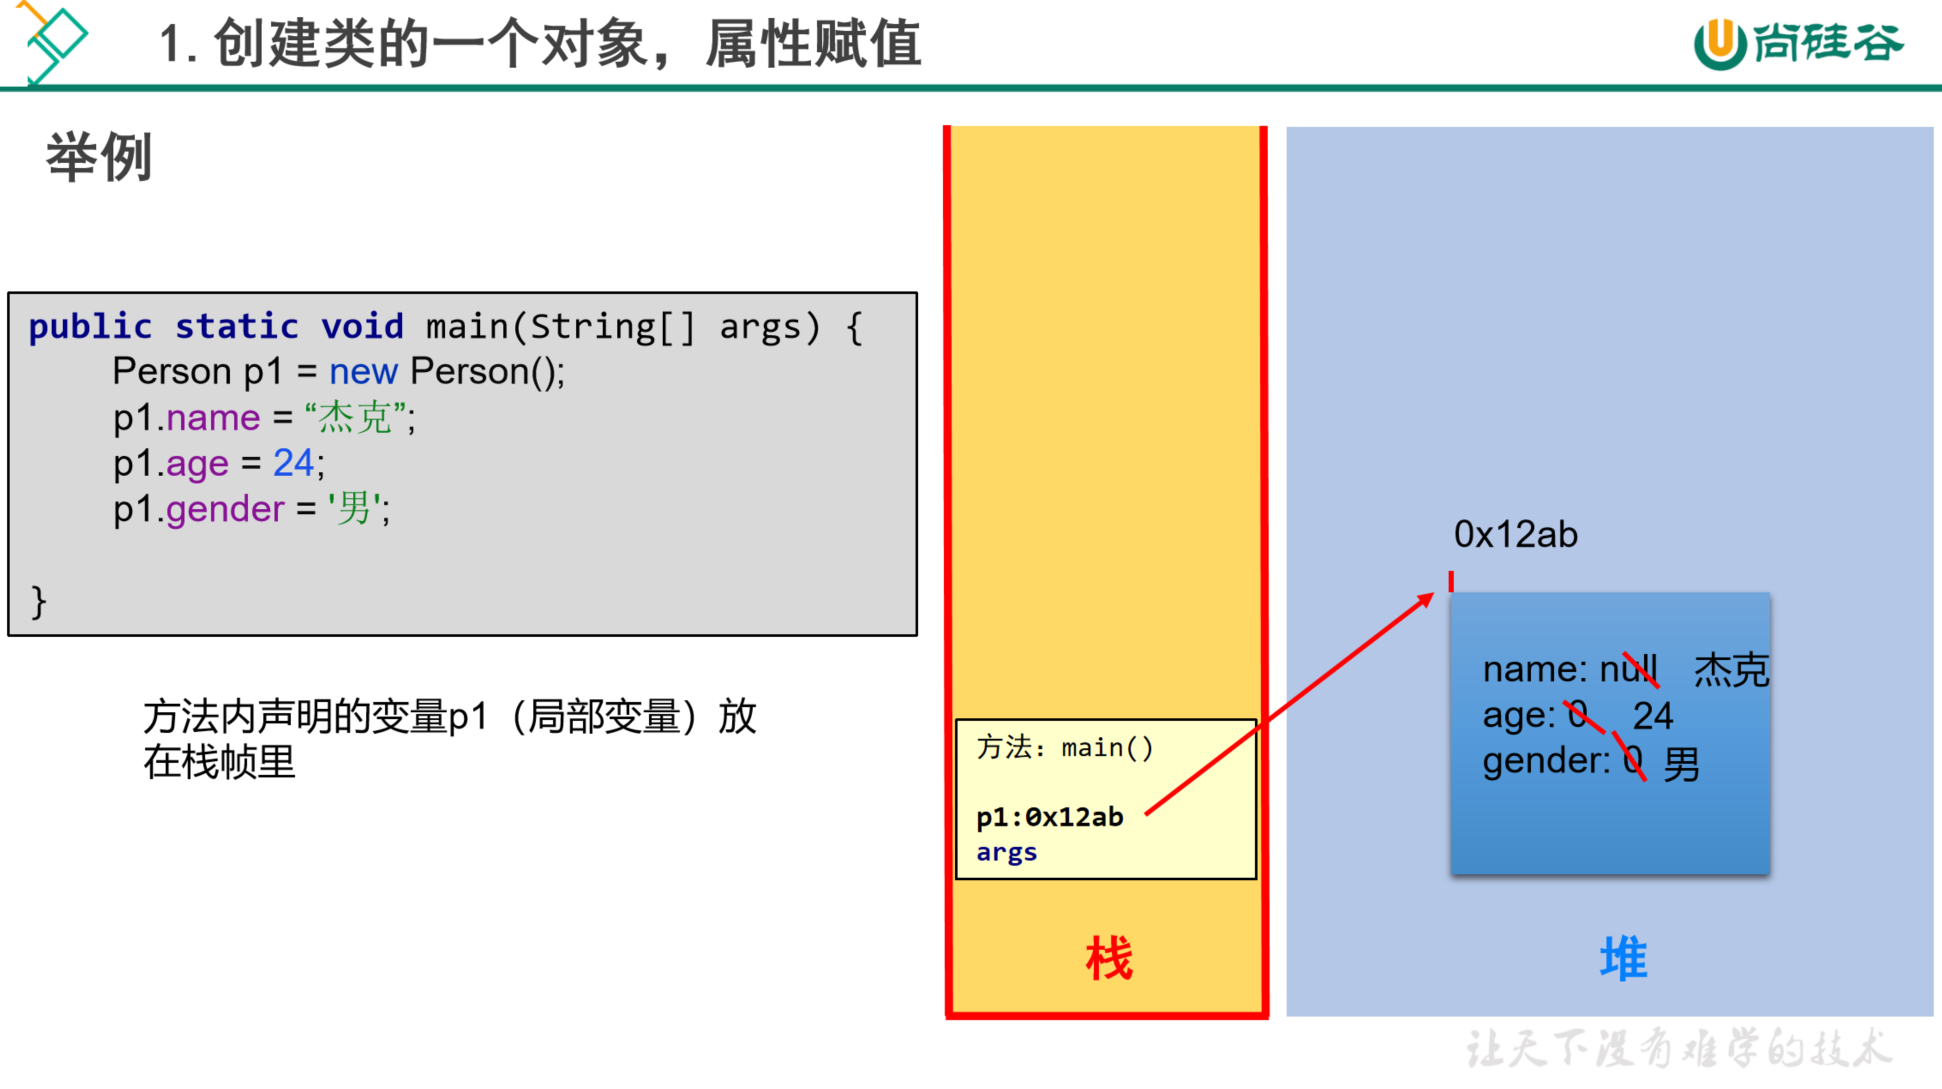 1. 创建类的一个对象，属性赋值
尚硅谷
举例
public static void main(String[] args) {
Person p1 = new Person();
p1.name = “杰克”;
p1.age = 24;
p1.gender = '男';
}
方法内声明的变量p1（局部变量）放
在栈帧里
方法：main()
p1:0x12ab
args
栈
0x12ab
name: null 杰克
age: 0 24
gender: 0 男
堆
让天下没有难学的技术